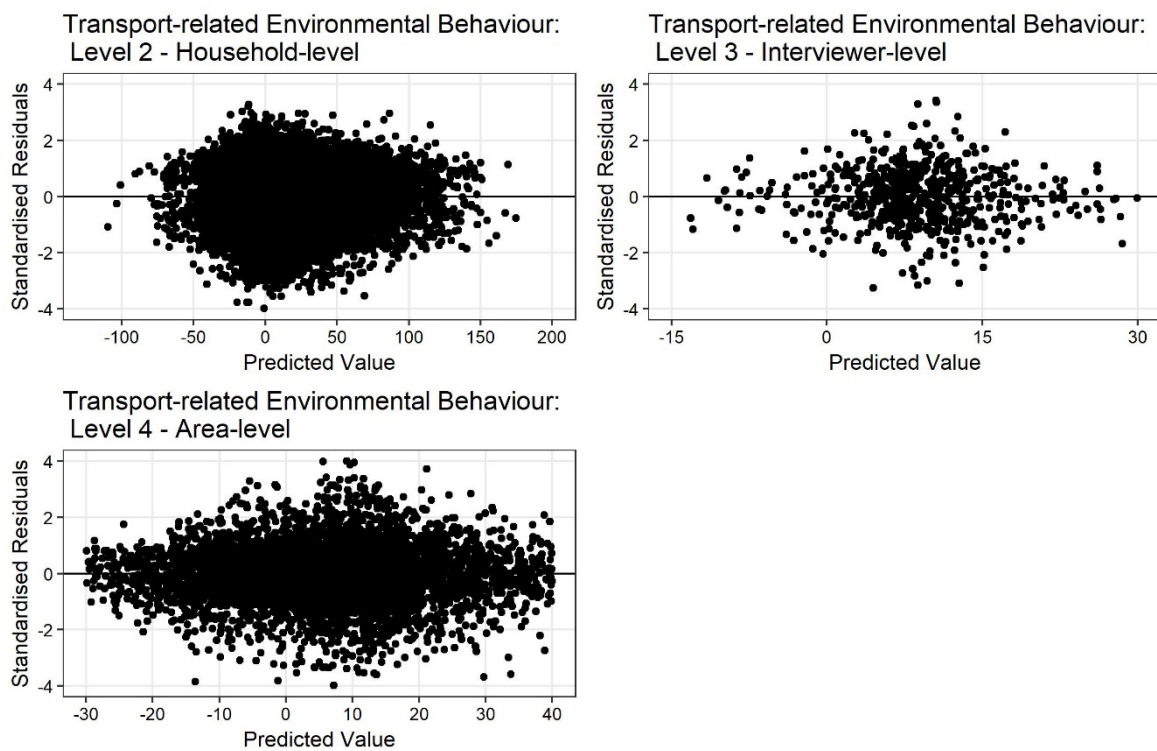 Transport-related Environmental Behaviour:
Level 2 - Household-level
Standardised Residuals
4
2
0
-2
-4
-100 -50 0 50 100 150 200
Predicted Value
Transport-related Environmental Behaviour:
Level 3 - Interviewer-level
Standardised Residuals
4
2
0
-2
-4
-15 0 15 30
Predicted Value
Transport-related Environmental Behaviour:
Level 4 - Area-level
Standardised Residuals
4
2
0
-2
-4
-30 -20 -10 0 10 20 30 40
Predicted Value